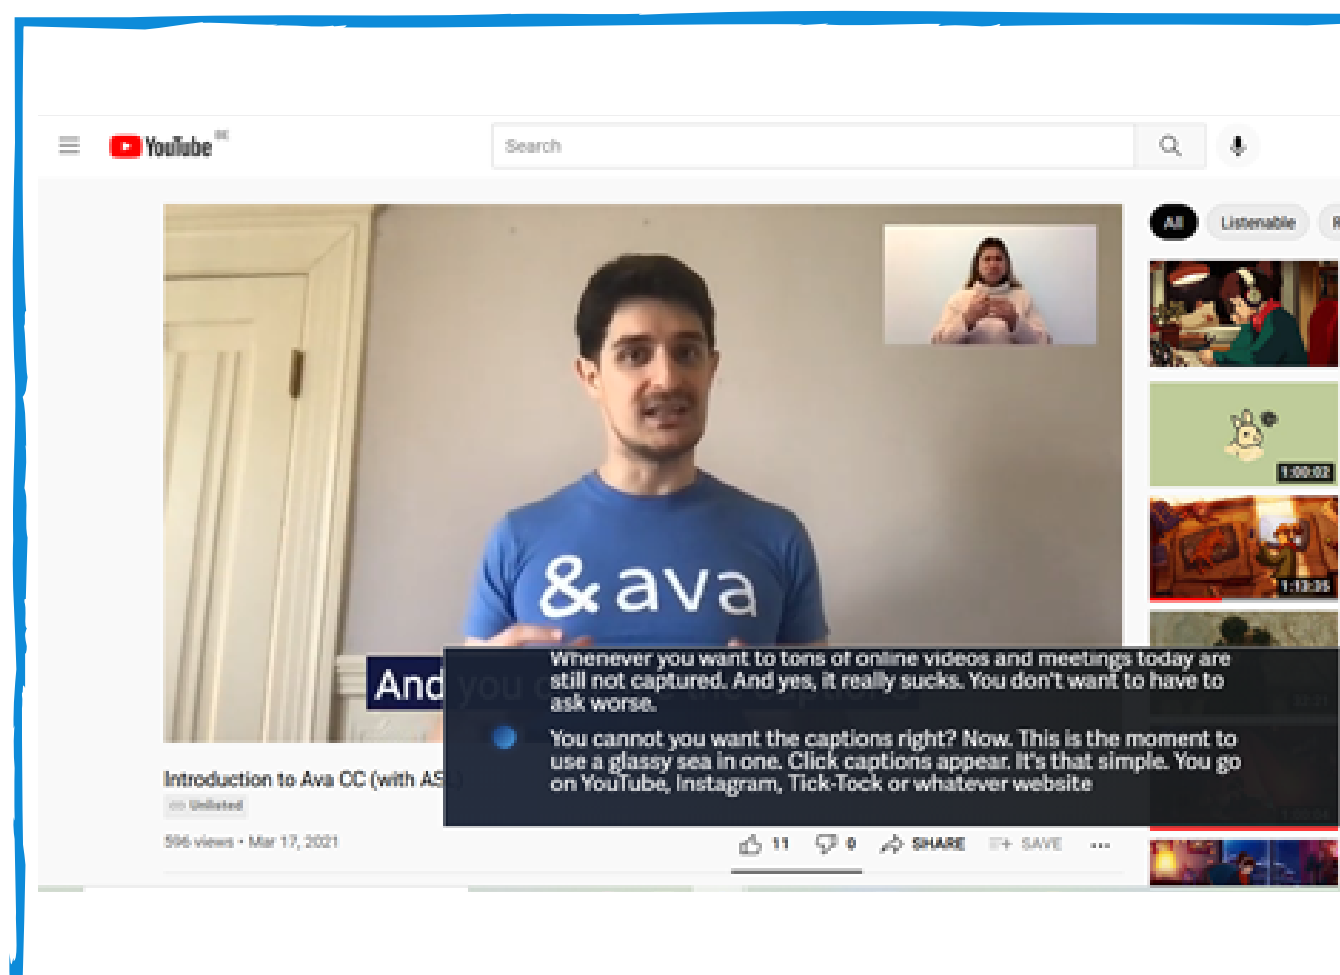 YouTube BE
Search
All
Listenable
R
& ava
1:00:02
1:13:35
And you
Whenever you want to tons of online videos and meetings today are
still not captured. And yes, it really sucks. You don't want to have to
ask worse.
You cannot you want the captions right? Now. This is the moment to
use a glassy sea in one. Click captions appear. It's that simple. You go
on YouTube, Instagram, Tick-Tock or whatever website
Introduction to Ava CC (with AS
Unlisted
596 views • Mar 17, 2021
11
0
SHARE
SAVE